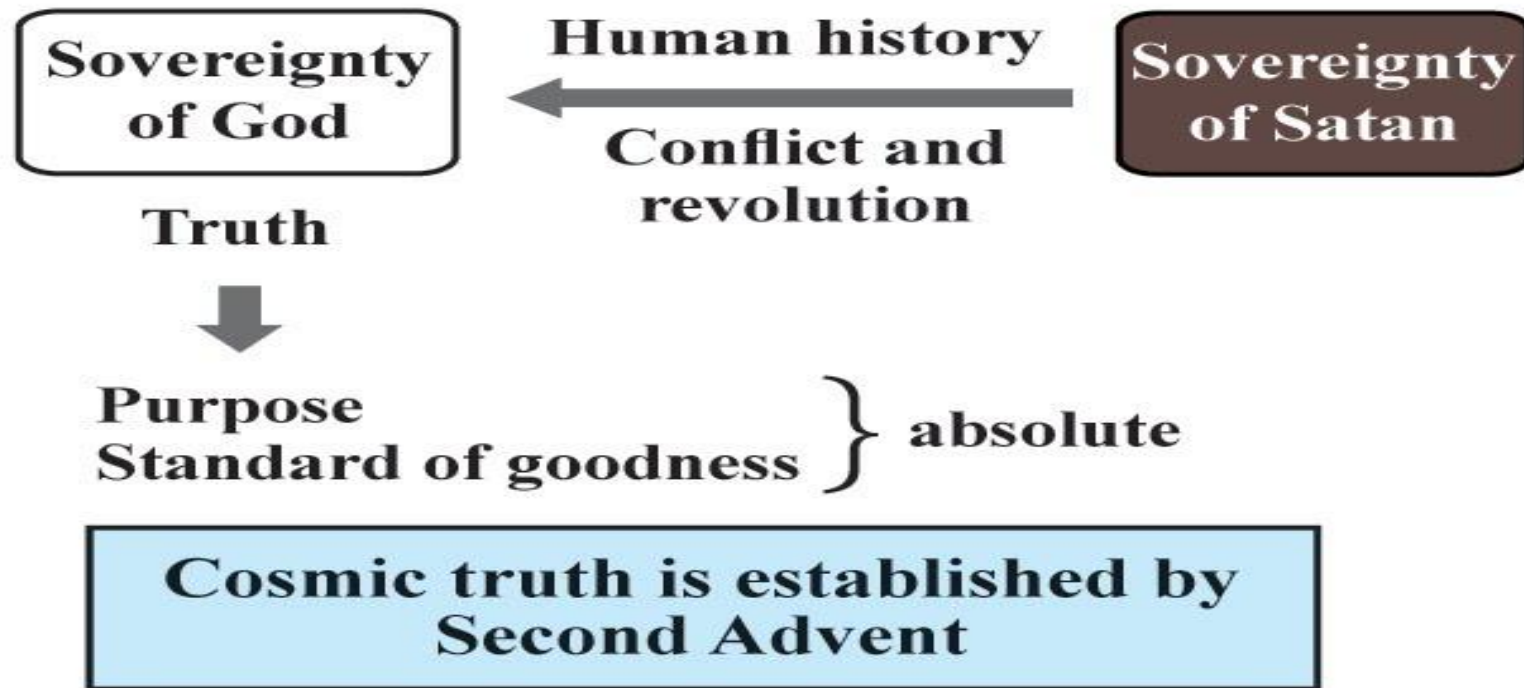 Sovereignty
of God
Human history
Conflict and
revolution
Sovereignty
of Satan
Truth
Purpose
Standard of goodness
} absolute
Cosmic truth is established by
Second Advent